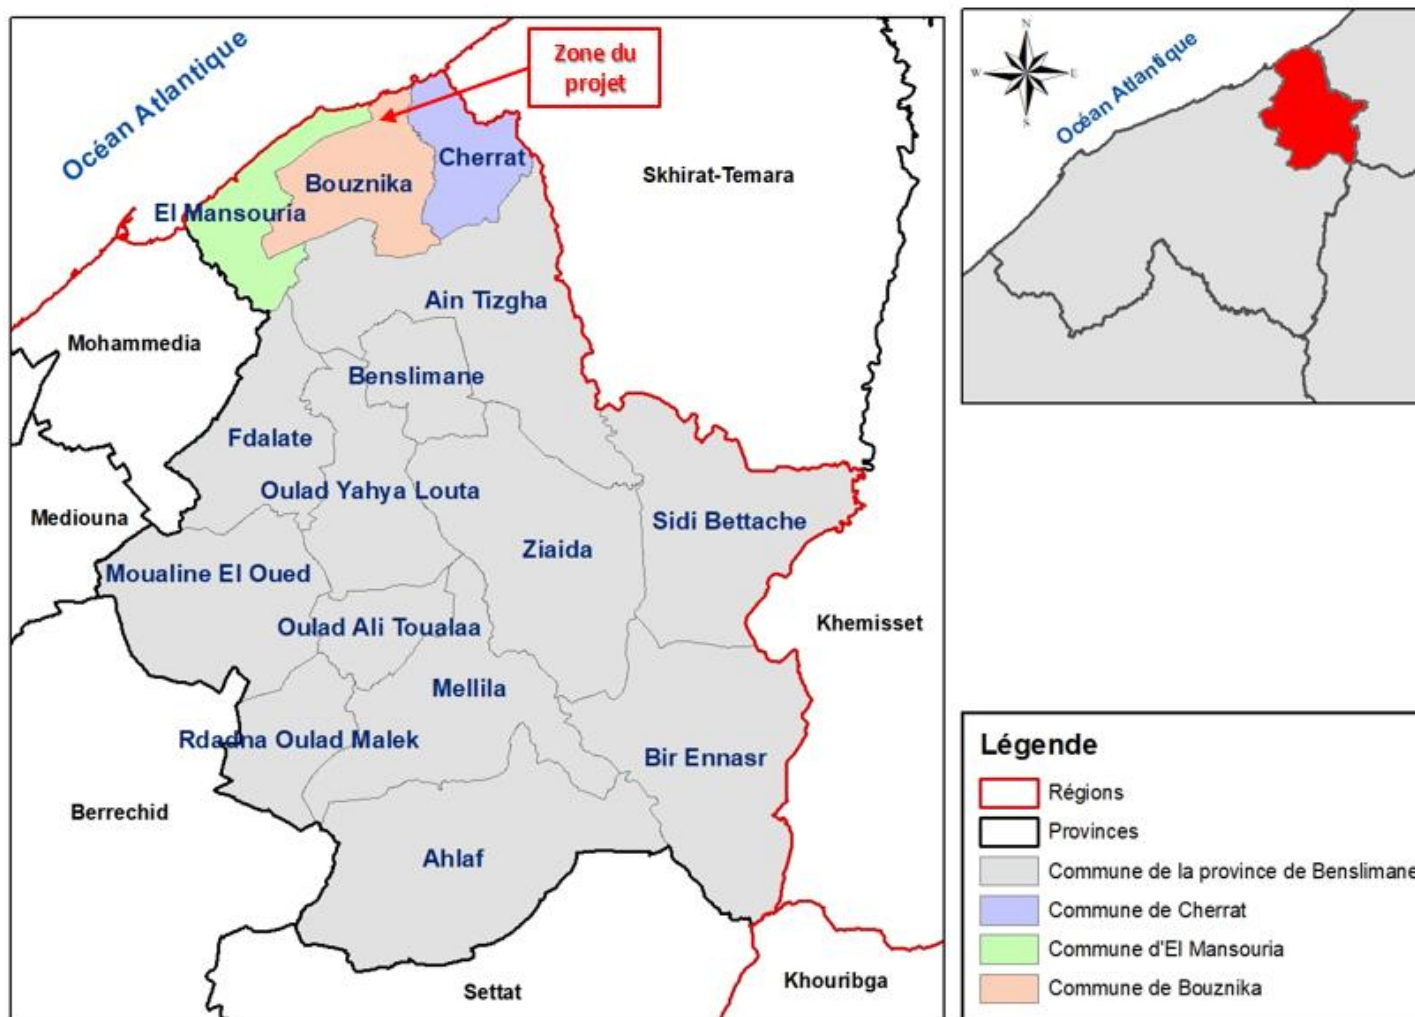 Océan Atlantique
Zone du
projet
Cherrat
Skhirat-Temara
Bouznika
El Mansouria
Ain Tizgha
Mohammedia
Benslimane
Fdalate
Oulad Yahya Louta
Mediouna
Sidi Bettache
Ziaida
Moualine El Oued
Khemisset
Oulad Ali Toualaa
Mellila
Rdadna Oulad Malek
Bir Ennasr
Berrechid
Ahlaf
Khouribga
Settat
N
W
E
S
Océan Atlantique
Légende
Régions
Provinces
Commune de la province de Benslimane
Commune de Cherrat
Commune d'El Mansouria
Commune de Bouznika